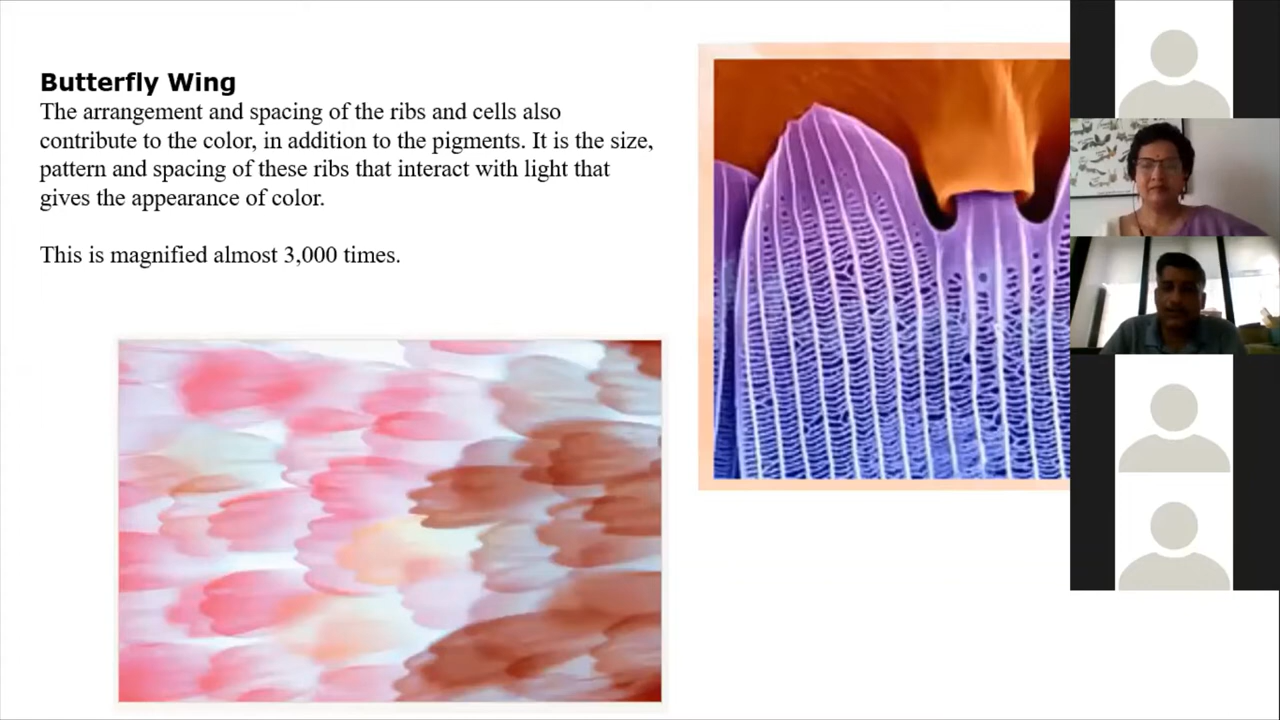 Butterfly Wing
The arrangement and spacing of the ribs and cells also
contribute to the color, in addition to the pigments. It is the size,
pattern and spacing of these ribs that interact with light that
gives the appearance of color.
This is magnified almost 3,000 times.